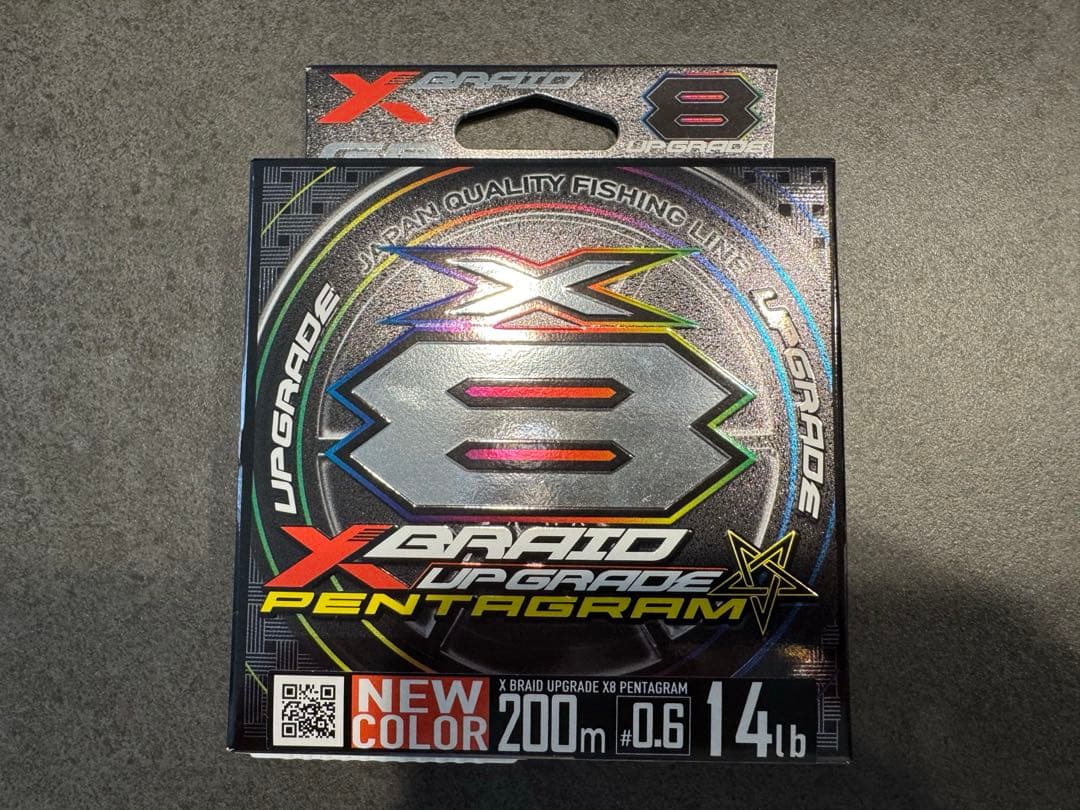 X BRAID
8
UPGRADE
JAPAN QUALITY FISHING LINE
UPGRADE
UPGRADE
X
8
X BRAID
UPGRADE
PENTAGRAM
NEW
COLOR
X BRAID UPGRADE X8 PENTAGRAM
200m #0.6 14lb